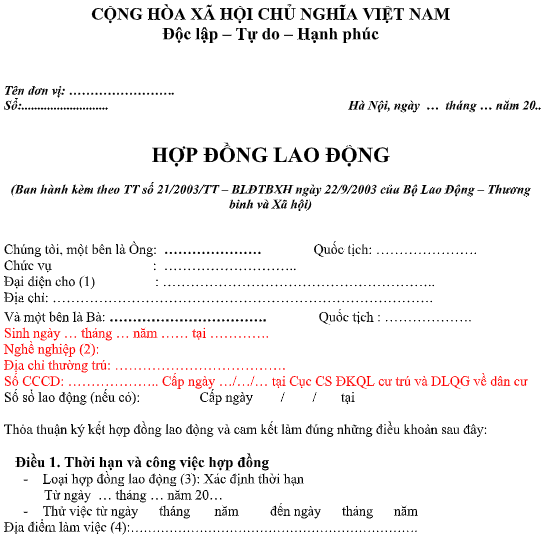 CỘNG HÒA XÃ HỘI CHỦ NGHĨA VIỆT NAM
Độc lập – Tự do – Hạnh phúc
Tên đơn vị: …………………….
Số:........................... Hà Nội, ngày … tháng … năm 20..
HỢP ĐỒNG LAO ĐỘNG
(Ban hành kèm theo TT số 21/2003/TT – BLĐTBXH ngày 22/9/2003 của Bộ Lao Động – Thương
binh và Xã hội)
Chúng tôi, một bên là Ông: ………………… Quốc tịch: ………………….
Chức vụ : ………………………..
Đại diện cho (1) : …………………………………………………..
Địa chỉ: ……………………………………………………………………….
Và một bên là Bà: ……………………………. Quốc tịch : ……………….
Sinh ngày … tháng … năm …… tại ………….
Nghề nghiệp (2):
Địa chỉ thường trú: ………………………………
Số CCCD: ……………….. Cấp ngày …/…/… tại Cục CS ĐKQL cư trú và DLQG về dân cư
Số sổ lao động (nếu có): Cấp ngày / / tại
Thỏa thuận ký kết hợp đồng lao động và cam kết làm đúng những điều khoản sau đây:
Điều 1. Thời hạn và công việc hợp đồng
- Loại hợp đồng lao động (3): Xác định thời hạn
Từ ngày … tháng … năm 20…
- Thử việc từ ngày tháng năm đến ngày tháng năm
Địa điểm làm việc (4):…………………………………………………….